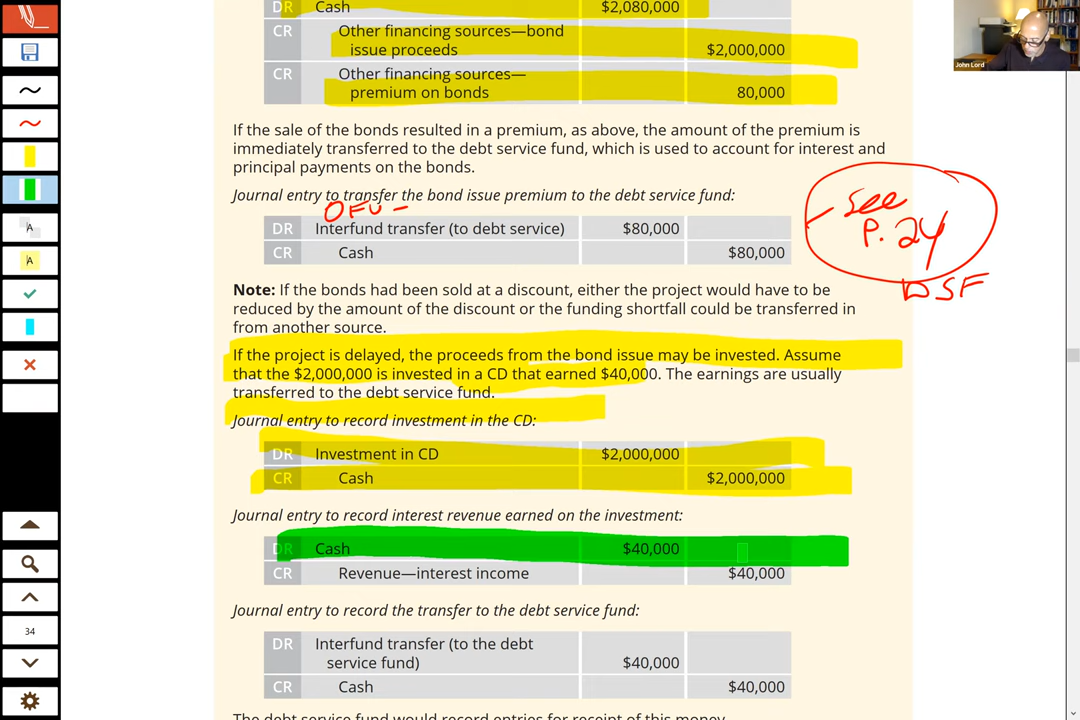 DR Cash $2,080,000
CR Other financing sources—bond
issue proceeds $2,000,000
CR Other financing sources—
premium on bonds 80,000
John Lord
If the sale of the bonds resulted in a premium, as above, the amount of the premium is
immediately transferred to the debt service fund, which is used to account for interest and
principal payments on the bonds.
Journal entry to transfer the bond issue premium to the debt service fund:
OFU -
See
P. 24
DSF
DR Interfund transfer (to debt service) $80,000
CR Cash $80,000
Note: If the bonds had been sold at a discount, either the project would have to be
reduced by the amount of the discount or the funding shortfall could be transferred in
from another source.
If the project is delayed, the proceeds from the bond issue may be invested. Assume
that the $2,000,000 is invested in a CD that earned $40,000. The earnings are usually
transferred to the debt service fund.
Journal entry to record investment in the CD:
DR Investment in CD $2,000,000
CR Cash $2,000,000
Journal entry to record interest revenue earned on the investment:
DR Cash $40,000
CR Revenue—interest income $40,000
Journal entry to record the transfer to the debt service fund:
DR Interfund transfer (to the debt
service fund) $40,000
CR Cash $40,000
The debt service fund would record entries for receipt of this money.
A
A
34